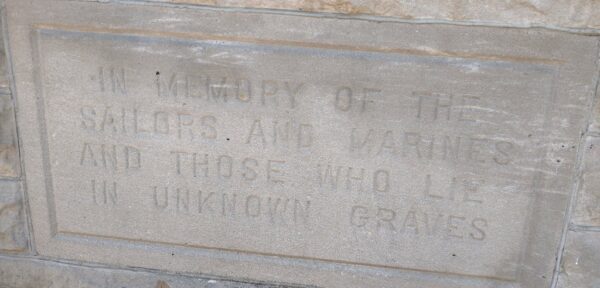 IN MEMORY OF THE
SAILORS AND MARINES
AND THOSE WHO LIE
IN UNKNOWN GRAVES